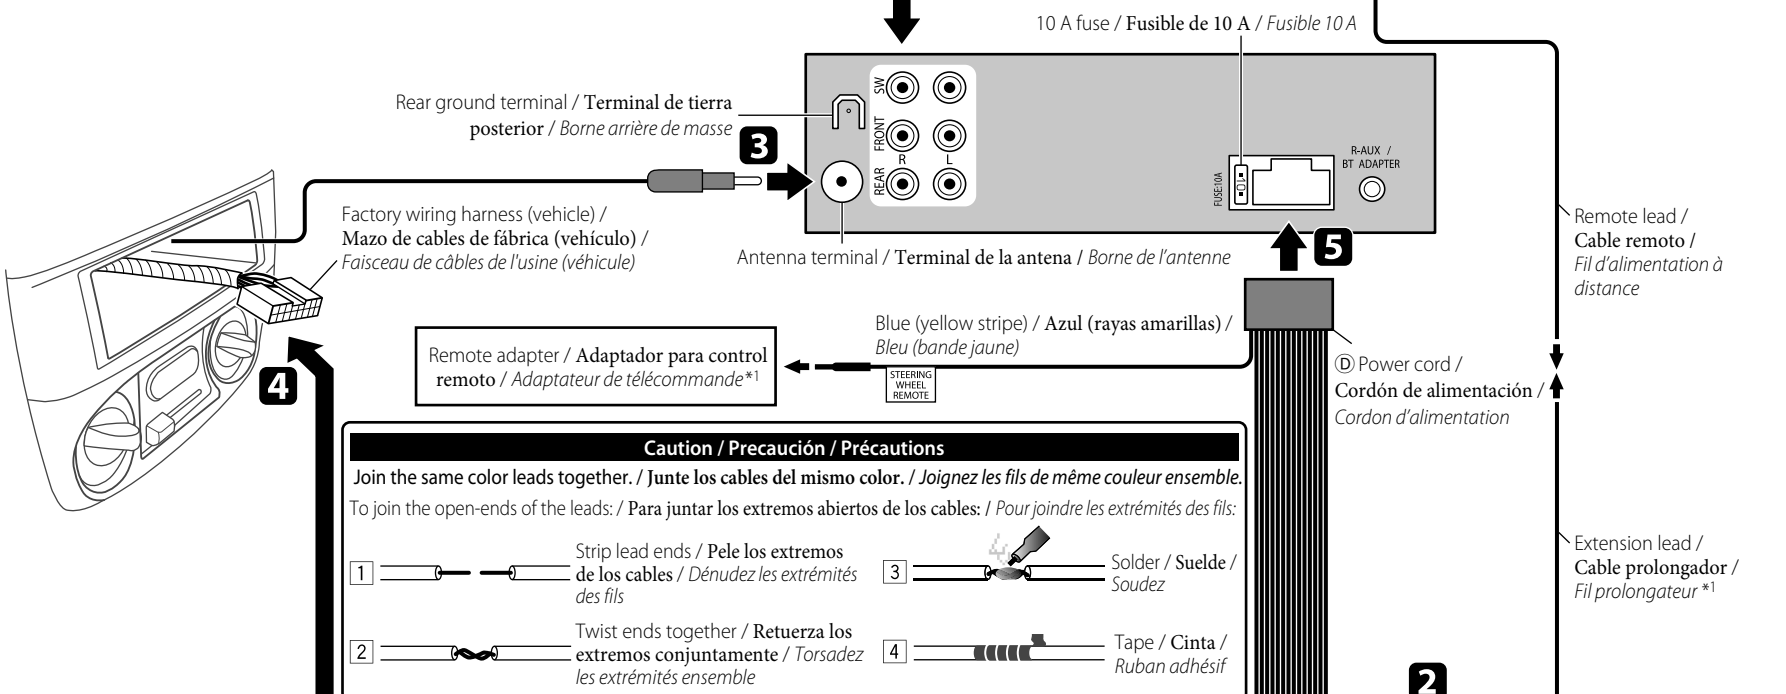 10 A fuse / Fusible de 10 A / Fusible 10 A
Rear ground terminal / Terminal de tierra
posterior / Borne arrière de masse
3
SW
FRONT
R
L
REAR
FUSE:10A
10
R-AUX /
BT ADAPTER
Factory wiring harness (vehicle) /
Mazo de cables de fábrica (vehículo) /
Faisceau de câbles de l'usine (véhicule)
Antenna terminal / Terminal de la antena / Borne de l'antenne
5
Remote lead /
Cable remoto /
Fil d'alimentation à
distance
Blue (yellow stripe) / Azul (rayas amarillas) /
Bleu (bande jaune)
Remote adapter / Adaptador para control
remoto / Adaptateur de télécommande*1
STEERING
WHEEL
REMOTE
4
Ⓓ Power cord /
Cordón de alimentación /
Cordon d'alimentation
Caution / Precaución / Précautions
Join the same color leads together. / Junte los cables del mismo color. / Joignez les fils de même couleur ensemble.
To join the open-ends of the leads: / Para juntar los extremos abiertos de los cables: / Pour joindre les extrémités des fils:
1
Strip lead ends / Pele los extremos
de los cables / Dénudez les extrémités
des fils
2
Twist ends together / Retuerza los
extremos conjuntamente / Torsadez
les extrémités ensemble
3
Solder / Suelde /
Soudez
4
Tape / Cinta /
Ruban adhésif
Extension lead /
Cable prolongador /
Fil prolongateur *1
2